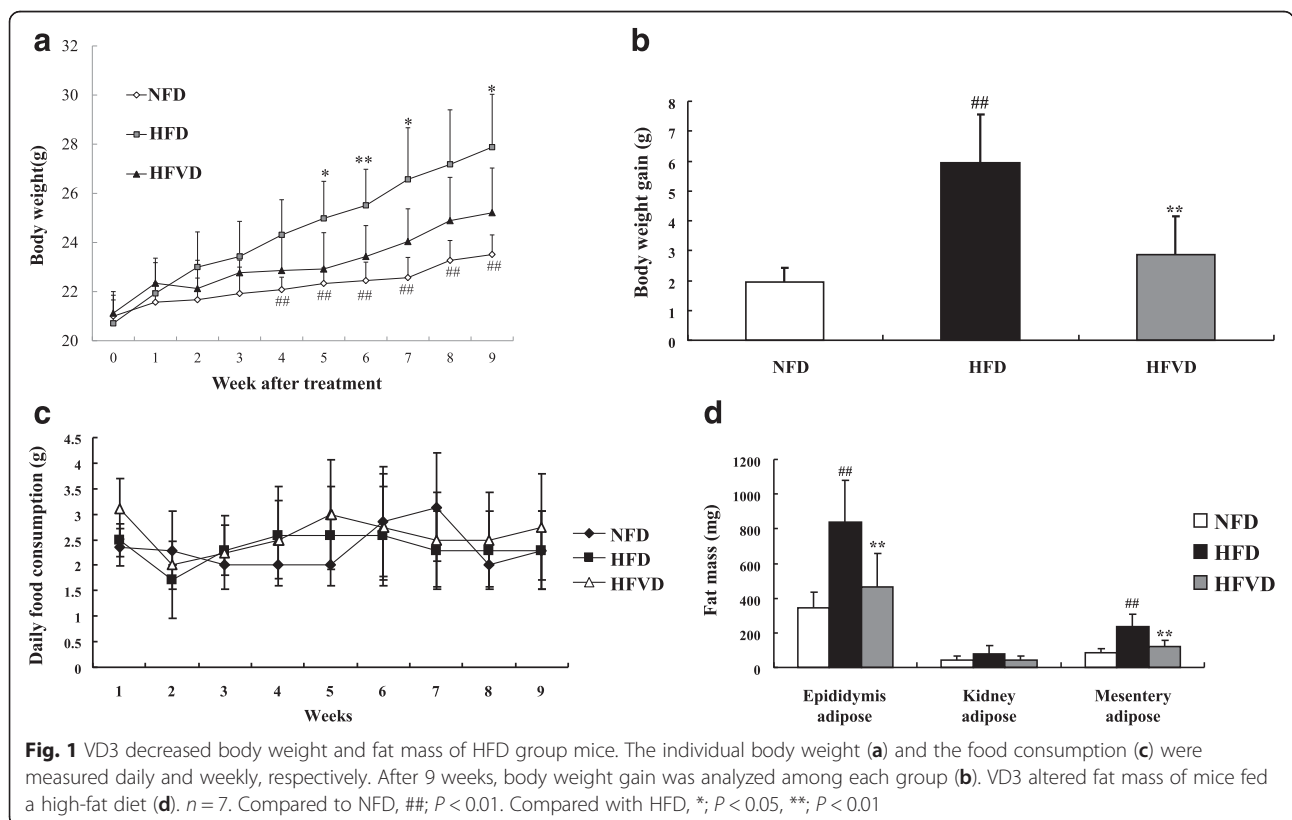 a
32
30
28
26
24
22
20
Body weight(g)
NFD
HFD
HFVD
*
**
*
*
## ## ## ## ## ##
0 1 2 3 4 5 6 7 8 9
Week after treatment
b
8
7
6
5
4
3
2
1
0
Body weight gain (g)
##
**
NFD HFD HFVD
c
4.5
4
3.5
3
2.5
2
1.5
1
0.5
0
Daily food consumption (g)
NFD
HFD
HFVD
1 2 3 4 5 6 7 8 9
Weeks
d
1200
1000
800
600
400
200
0
Fat mass (mg)
##
**
##
**
NFD
HFD
HFVD
Epididymis Kidney Mesentery
adipose adipose adipose
Fig. 1 VD3 decreased body weight and fat mass of HFD group mice. The individual body weight (a) and the food consumption (c) were
measured daily and weekly, respectively. After 9 weeks, body weight gain was analyzed among each group (b). VD3 altered fat mass of mice fed
a high-fat diet (d). n = 7. Compared to NFD, ##; P < 0.01. Compared with HFD, *; P < 0.05, **; P < 0.01